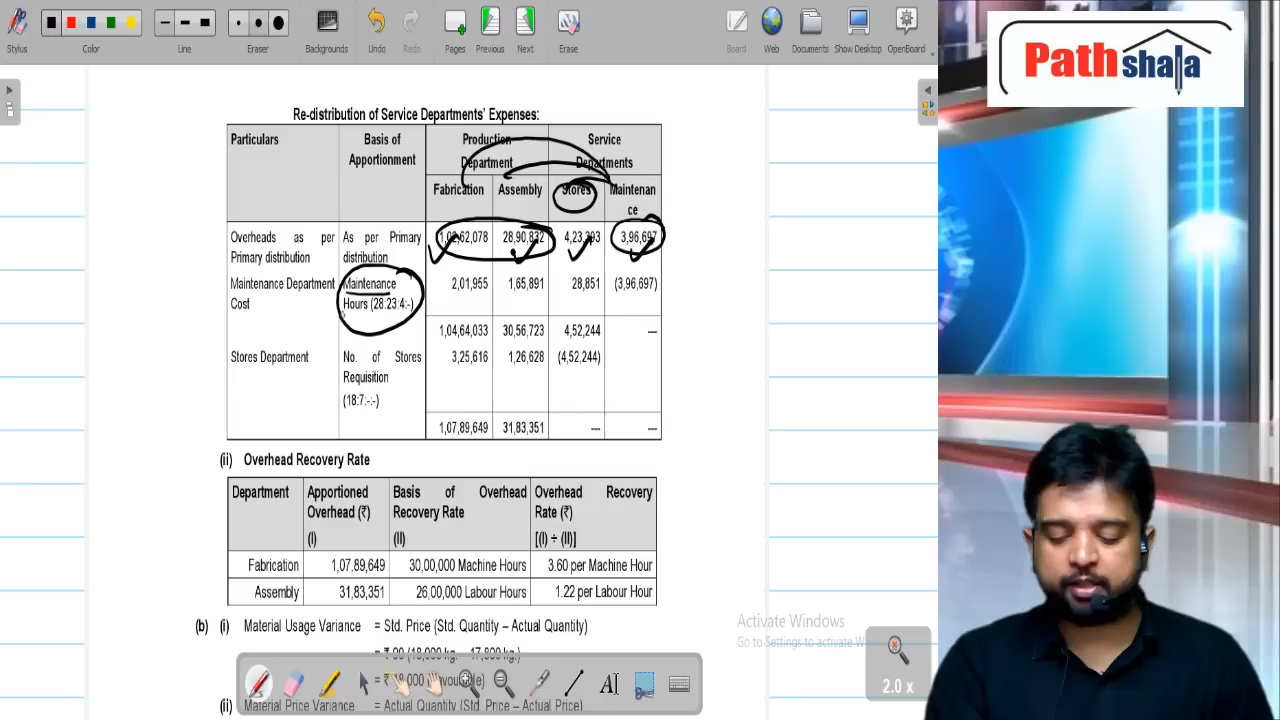 Stylus
Color
Line
Eraser
Backgrounds
Undo
Redo
Pages
Previous
Next
Erase
Board
Web
Documents
Show Desktop
OpenBoard
Path shala
Re-distribution of Service Departments' Expenses:
Particulars Basis of Apportionment Production Department Service Departments
Fabrication Assembly Stores Maintenan
ce
Overheads as per As per Primary 28,90,832 3,96,697
Primary distribution distribution
Maintenance Department Maintenance 2,01,955 1,65,891 28,851 (3,96,697)
Cost Hours (28:23:4:-)
1,04,64,033 30,56,723 4,52,244 ---
Stores Department No. of Stores 3,25,616 1,26,628 (4,52,244)
Requisition
(18:7:-:-)
1,07,89,649 31,83,351 --- ---
(ii) Overhead Recovery Rate
Department Apportioned Basis of Overhead Overhead Recovery
Overhead (₹) Recovery Rate Rate (₹)
(I) (II) [(I) ÷ (II)]
Fabrication 1,07,89,649 30,00,000 Machine Hours 3.60 per Machine Hour
Assembly 31,83,351 26,00,000 Labour Hours 1.22 per Labour Hour
(b) (i) Material Usage Variance = Std. Price (Std. Quantity – Actual Quantity)
(ii) Material Price Variance = Actual Quantity (Std. Price – Actual Price)
Activate Windows
Go to Settings to activate W
2.0 x